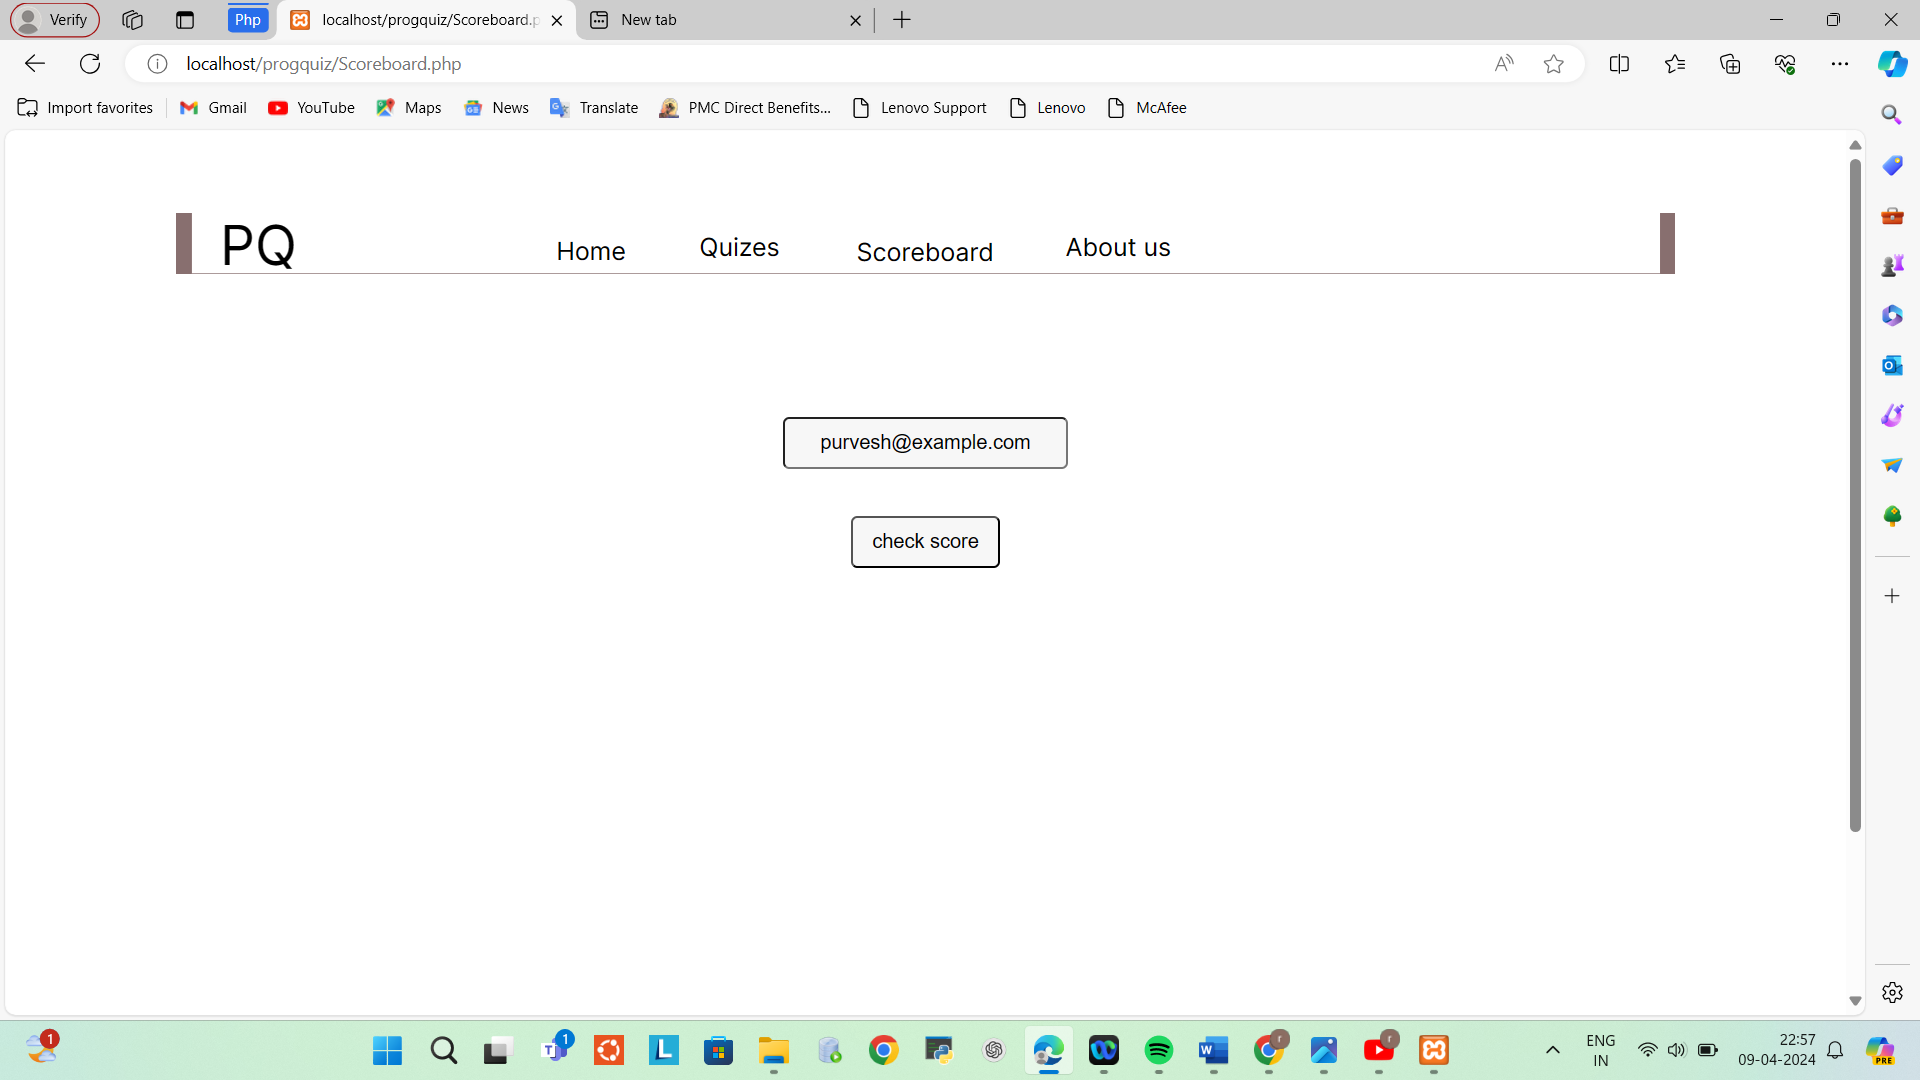 Verify
Php
localhost/progquiz/Scoreboard.p
New tab
localhost/progquiz/Scoreboard.php
Import favorites
Gmail
YouTube
Maps
News
Translate
PMC Direct Benefits...
Lenovo Support
Lenovo
McAfee
PQ
Home
Quizes
Scoreboard
About us
purvesh@example.com
check score
1
1
L
W
r
r
ENG
IN
22:57
09-04-2024
PRE